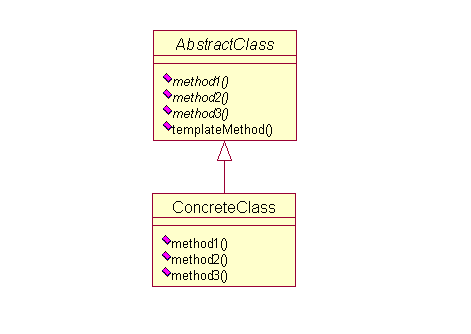 AbstractClass
method1()
method2()
method3()
templateMethod()
ConcreteClass
method1()
method2()
method3()